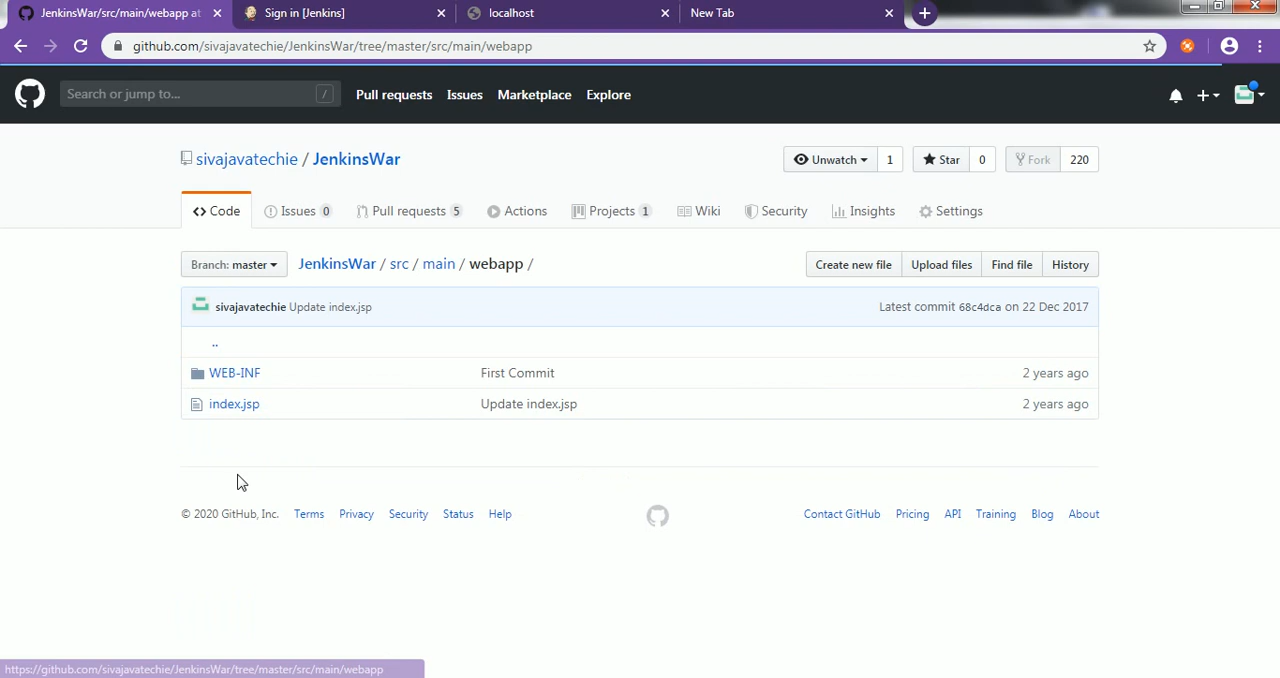 JenkinsWar/src/main/webapp at
Sign in [Jenkins]
localhost
New Tab
github.com/sivajavatechie/JenkinsWar/tree/master/src/main/webapp
Search or jump to... /
Pull requests Issues Marketplace Explore
sivajavatechie / JenkinsWar
Unwatch 1 Star 0 Fork 220
Code Issues 0 Pull requests 5 Actions Projects 1 Wiki Security Insights Settings
Branch: master JenkinsWar / src / main / webapp /
Create new file Upload files Find file History
sivajavatechie Update index.jsp Latest commit 68c4dca on 22 Dec 2017
..
WEB-INF First Commit 2 years ago
index.jsp Update index.jsp 2 years ago
© 2020 GitHub, Inc. Terms Privacy Security Status Help Contact GitHub Pricing API Training Blog About
https://github.com/sivajavatechie/JenkinsWar/tree/master/src/main/webapp